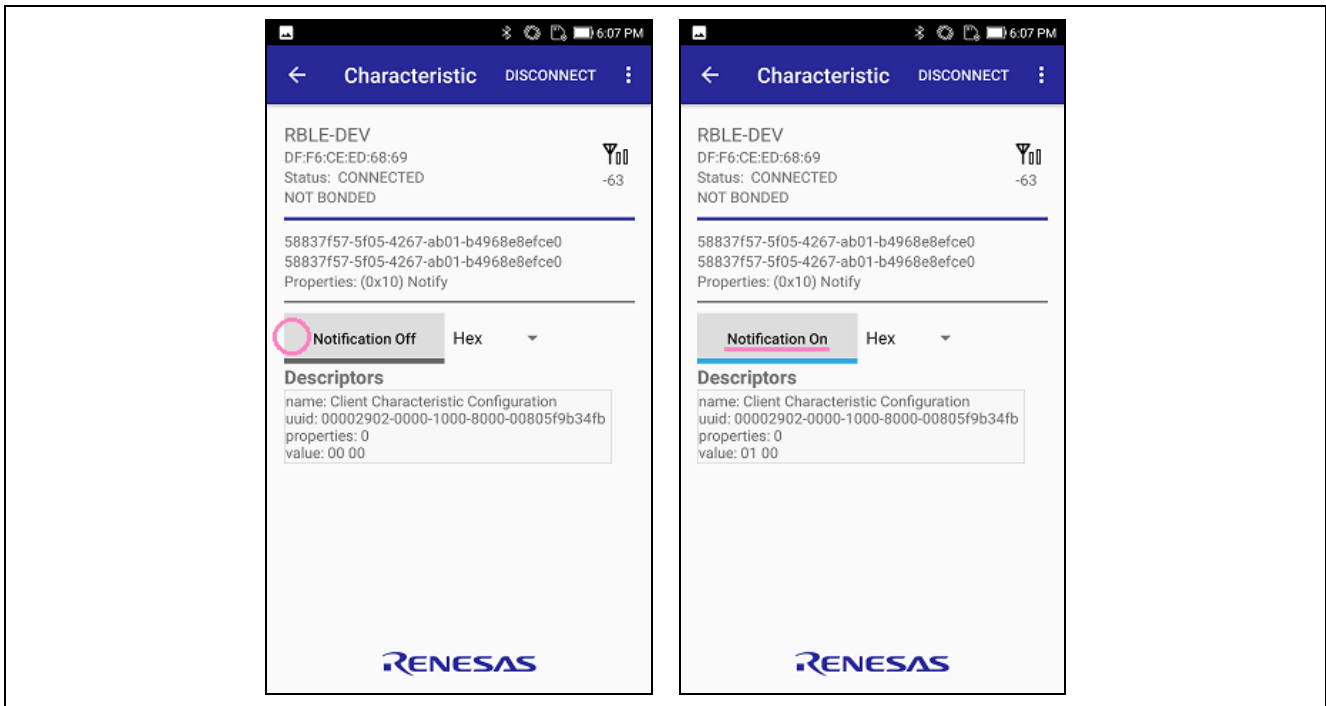 6:07 PM
Characteristic DISCONNECT
RBLE-DEV
DF:F6:CE:ED:68:69
Status: CONNECTED
-63
NOT BONDED
58837f57-5f05-4267-ab01-b4968e8efce0
58837f57-5f05-4267-ab01-b4968e8efce0
Properties: (0x10) Notify
Notification Off Hex
Descriptors
name: Client Characteristic Configuration
uuid: 00002902-0000-1000-8000-00805f9b34fb
properties: 0
value: 00 00
RENESAS
6:07 PM
Characteristic DISCONNECT
RBLE-DEV
DF:F6:CE:ED:68:69
Status: CONNECTED
-63
NOT BONDED
58837f57-5f05-4267-ab01-b4968e8efce0
58837f57-5f05-4267-ab01-b4968e8efce0
Properties: (0x10) Notify
Notification On Hex
Descriptors
name: Client Characteristic Configuration
uuid: 00002902-0000-1000-8000-00805f9b34fb
properties: 0
value: 01 00
RENESAS